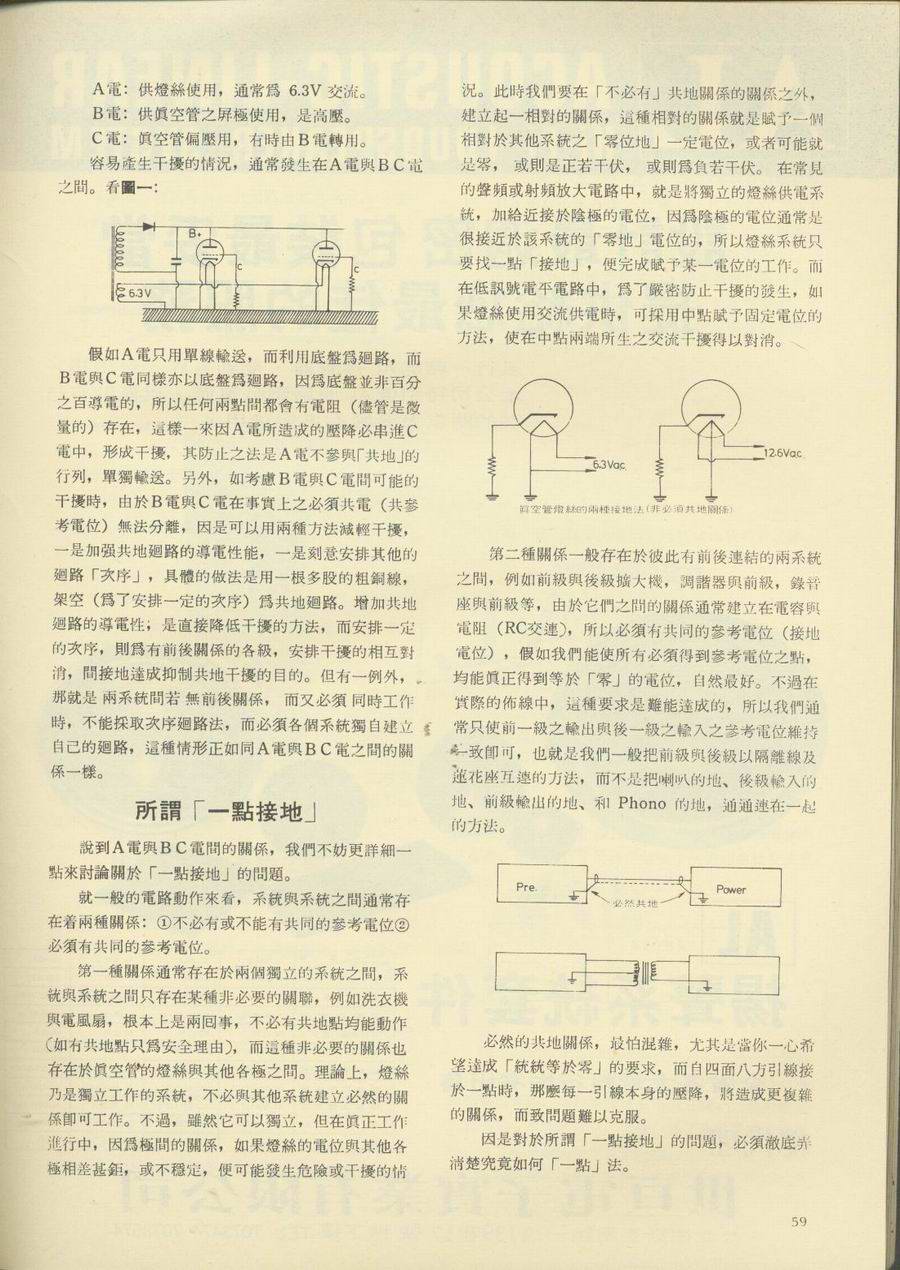 A電：供燈絲使用，通常爲 6.3V 交流。
B電：供眞空管之屏極使用，是高壓。
C電：眞空管偏壓用，有時由B電轉用。
容易產生干擾的情況，通常發生在A電與BC電
之間。看圖一：
B+
C
C
6.3V
假如A電只用單線輸送，而利用底盤爲廻路，而
B電與C電同樣亦以底盤爲廻路，因爲底盤並非百分
之百導電的，所以任何兩點間都會有電阻（儘管是微
量的）存在，這樣一來因A電所造成的壓降必串進C
電中，形成干擾，其防止之法是A電不參與「共地」的
行列，單獨輸送。另外，如考慮B電與C電間可能的
干擾時，由於B電與C電在事實上之必須共電（共參
考電位）無法分離，因是可以用兩種方法減輕干擾，
一是加强共地廻路的導電性能，一是刻意安排其他的
廻路「次序」，具體的做法是用一根多股的粗銅線，
架空（爲了安排一定的次序）爲共地廻路。增加共地
廻路的導電性，是直接降低干擾的方法，而安排一定
的次序，則爲有前後關係的各級，安排干擾的相互對
消，間接地達成抑制共地干擾的目的。但有一例外，
那就是 兩系統間若 無前後關係， 而又必須 同時工作
時，不能採取次序廻路法，而必須各個系統獨自建立
自己的廻路，這種情形正如同A電與BC電之間的關
係一樣。
所謂「一點接地」
說到A電與BC電間的關係，我們不妨更詳細一
點來討論關於「一點接地」的問題。
就一般的電路動作來看，系統與系統之間通常存
在着兩種關係：①不必有或不能有共同的參考電位②
必須有共同的參考電位。
第一種關係通常存在於兩個獨立的系統之間，系
統與系統之間只存在某種非必要的關聯，例如洗衣機
與電風扇，根本上是兩囘事，不必有共地點均能動作
（如有共地點只爲安全理由），而這種非必要的關係也
存在於眞空管的燈絲與其他各極之間。理論上，燈絲
乃是獨立工作的系統，不必與其他系統建立必然的關
係卽可工作。不過，雖然它可以獨立，但在眞正工作
進行中，因爲極間的關係，如果燈絲的電位與其他各
極相差甚鉅，或不穩定，便可能發生危險或干擾的情
況。此時我們要在「不必有」共地關係的關係之外，
建立起一相對的關係，這種相對的關係就是賦予一個
相對於其他系統之「零位地」一定電位，或者可能就
是零， 或則是正若干伏， 或則爲負若干伏。 在常見
的聲頻或射頻放大電路中，就是將獨立的燈絲供電系
統，加給近接於陰極的電位，因爲陰極的電位通常是
很接近於該系統的「零地」電位的，所以燈絲系統只
要找一點「接地」，便完成賦予某一電位的工作。而
在低訊號電平電路中，爲了嚴密防止干擾的發生，如
果燈絲使用交流供電時，可採用中點賦予固定電位的
方法，使在中點兩端所生之交流干擾得以對消。
6.3Vac.
12.6Vac
眞空管燈絲的兩種接地法（非必須共地關係）
第二種關係一般存在於彼此有前後連結的兩系統
之間，例如前級與後級擴大機，調諧器與前級，錄音
座與前級等，由於它們之間的關係通常建立在電容與
電阻（RC交連），所以必須有共同的參考電位（接地
電位），假如我們能使所有必須得到參考電位之點，
均能眞正得到等於「零」的電位，自然最好。不過在
實際的佈線中，這種要求是難能達成的，所以我們通
常只使前一級之輸出與後一級之輸入之參考電位維持
一致卽可，也就是我們一般把前級與後級以隔離線及
蓮花座互連的方法，而不是把喇叭的地、後級輸入的
地、前級輸出的地、和 Phono 的地，通通連在一起
的方法。
Pre.
Power
必然共地
必然的共地關係，最怕混雜，尤其是當你一心希
望達成「統統等於零」的要求，而自四面八方引線接
於一點時，那麽每一引線本身的壓降，將造成更複雜
的關係，而致問題難以克服。
因是對於所謂「一點接地」的問題，必須澈底弄
清楚究竟如何「一點」法。
59